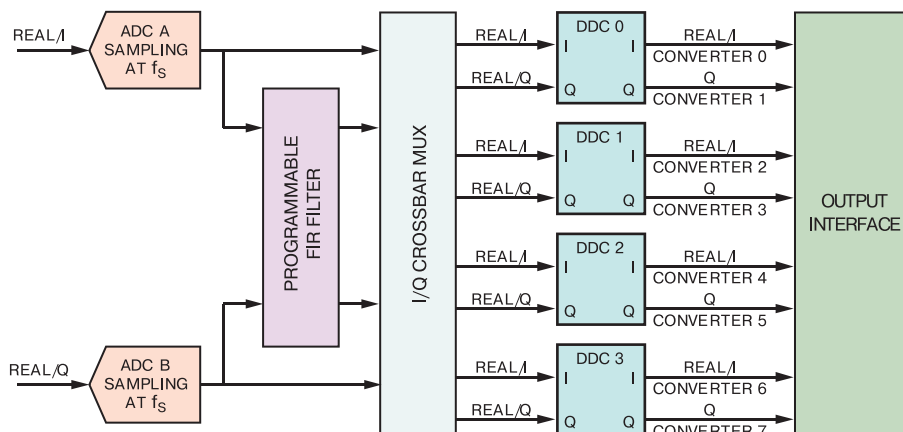 REAL/I
ADC A
SAMPLING
AT fS
PROGRAMMABLE
FIR FILTER
REAL/Q
ADC B
SAMPLING
AT fS
I/Q CROSSBAR MUX
REAL/I
REAL/Q
DDC 0
I I
Q Q
REAL/I
CONVERTER 0
Q
CONVERTER 1
REAL/I
REAL/Q
DDC 1
I I
Q Q
REAL/I
CONVERTER 2
Q
CONVERTER 3
REAL/I
REAL/Q
DDC 2
I I
Q Q
REAL/I
CONVERTER 4
Q
CONVERTER 5
REAL/I
REAL/Q
DDC 3
I I
Q Q
REAL/I
CONVERTER 6
Q
CONVERTER 7
OUTPUT
INTERFACE